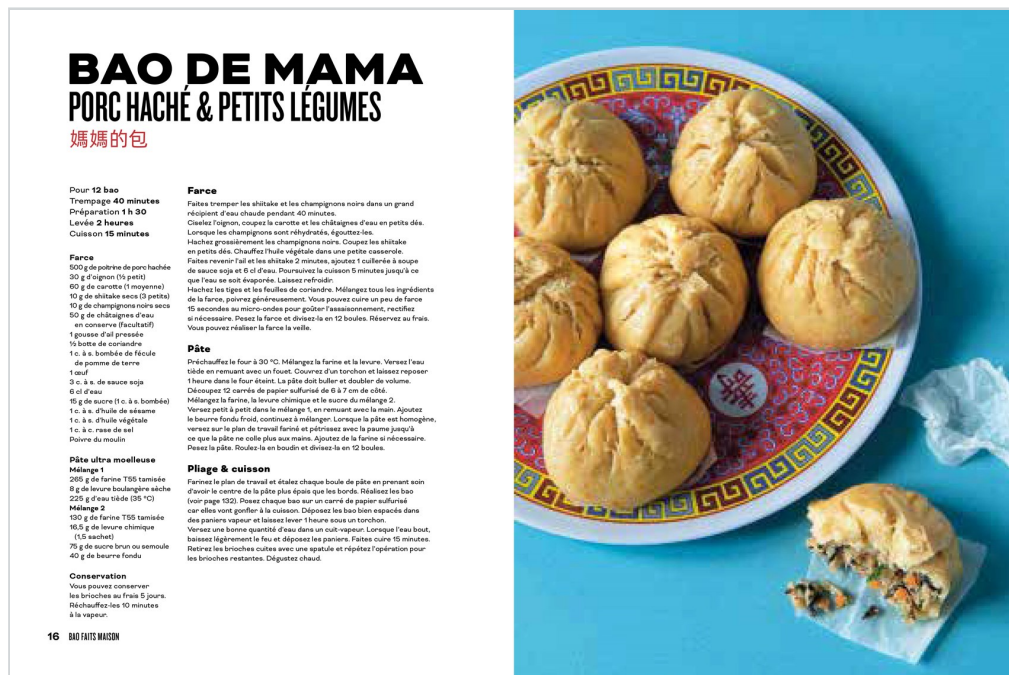 BAO DE MAMA
PORC HACHÉ & PETITS LÉGUMES
媽媽的包
Pour 12 bao
Trempage 40 minutes
Préparation 1 h 30
Levée 2 heures
Cuisson 15 minutes
Farce
500 g de poitrine de porc hachée
30 g d'oignon (½ petit)
60 g de carotte (1 moyenne)
10 g de shiitake secs (3 petits)
10 g de champignons noirs secs
50 g de châtaignes d'eau
en conserve (facultatif)
1 gousse d'ail pressée
½ botte de coriandre
1 c. à s. bombée de fécule
de pomme de terre
1 œuf
3 c. à s. de sauce soja
6 cl d'eau
15 g de sucre (1 c. à s. bombée)
1 c. à s. d'huile de sésame
1 c. à s. d'huile végétale
1 c. à c. rase de sel
Poivre du moulin
Pâte ultra moelleuse
Mélange 1
265 g de farine T55 tamisée
8 g de levure boulangère sèche
225 g d'eau tiède (35 °C)
Mélange 2
130 g de farine T55 tamisée
16,5 g de levure chimique
(1,5 sachet)
75 g de sucre brun ou semoule
40 g de beurre fondu
Conservation
Vous pouvez conserver
les brioches au frais 5 jours.
Réchauffez-les 10 minutes
à la vapeur.
Farce
Faites tremper les shiitake et les champignons noirs dans un grand
récipient d'eau chaude pendant 40 minutes.
Ciselez l'oignon, coupez la carotte et les châtaignes d'eau en petits dés.
Lorsque les champignons sont réhydratés, égouttez-les.
Hachez grossièrement les champignons noirs. Coupez les shiitake
en petits dés. Chauffez l'huile végétale dans une petite casserole.
Faites revenir l'ail et les shiitake 2 minutes, ajoutez 1 cuillerée à soupe
de sauce soja et 6 cl d'eau. Poursuivez la cuisson 5 minutes jusqu'à ce
que l'eau se soit évaporée. Laissez refroidir.
Hachez les tiges et les feuilles de coriandre. Mélangez tous les ingrédients
de la farce, poivrez généreusement. Vous pouvez cuire un peu de farce
15 secondes au micro-ondes pour goûter l'assaisonnement, rectifiez
si nécessaire. Pesez la farce et divisez-la en 12 boules. Réservez au frais.
Vous pouvez réaliser la farce la veille.
Pâte
Préchauffez le four à 30 °C. Mélangez la farine et la levure. Versez l'eau
tiède en remuant avec un fouet. Couvrez d'un torchon et laissez reposer
1 heure dans le four éteint. La pâte doit buller et doubler de volume.
Découpez 12 carrés de papier sulfurisé de 6 à 7 cm de côté.
Mélangez la farine, la levure chimique et le sucre du mélange 2.
Versez petit à petit dans le mélange 1, en remuant avec la main. Ajoutez
le beurre fondu froid, continuez à mélanger. Lorsque la pâte est homogène,
versez sur le plan de travail fariné et pétrissez avec la paume jusqu'à
ce que la pâte ne colle plus aux mains. Ajoutez de la farine si nécessaire.
Pesez la pâte. Roulez-la en boudin et divisez-la en 12 boules.
Pliage & cuisson
Farinez le plan de travail et étalez chaque boule de pâte en prenant soin
d'avoir le centre de la pâte plus épais que les bords. Réalisez les bao
(voir page 132). Posez chaque bao sur un carré de papier sulfurisé
car elles vont gonfler à la cuisson. Déposez les bao bien espacés dans
des paniers vapeur et laissez lever 1 heure sous un torchon.
Versez une bonne quantité d'eau dans un cuit-vapeur. Lorsque l'eau bout,
baissez légèrement le feu et déposez les paniers. Faites cuire 15 minutes.
Retirez les brioches cuites avec une spatule et répétez l'opération pour
les brioches restantes. Dégustez chaud.
16 BAO FAITS MAISON
囍